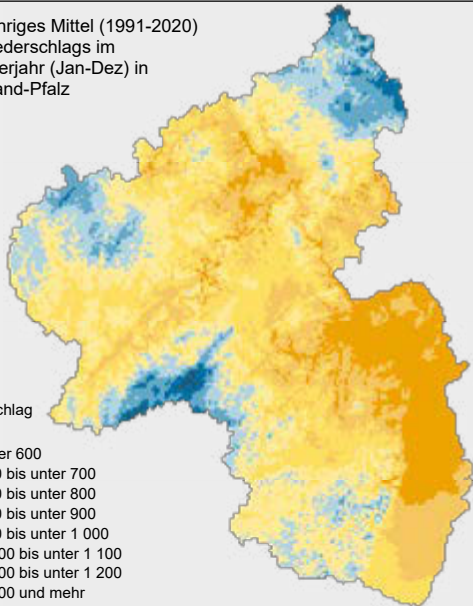 hriges Mittel (1991-2020)
ederschlags im
erjahr (Jan-Dez) in
and-Pfalz
chlag
er 600
0 bis unter 700
0 bis unter 800
0 bis unter 900
0 bis unter 1 000
00 bis unter 1 100
00 bis unter 1 200
00 und mehr